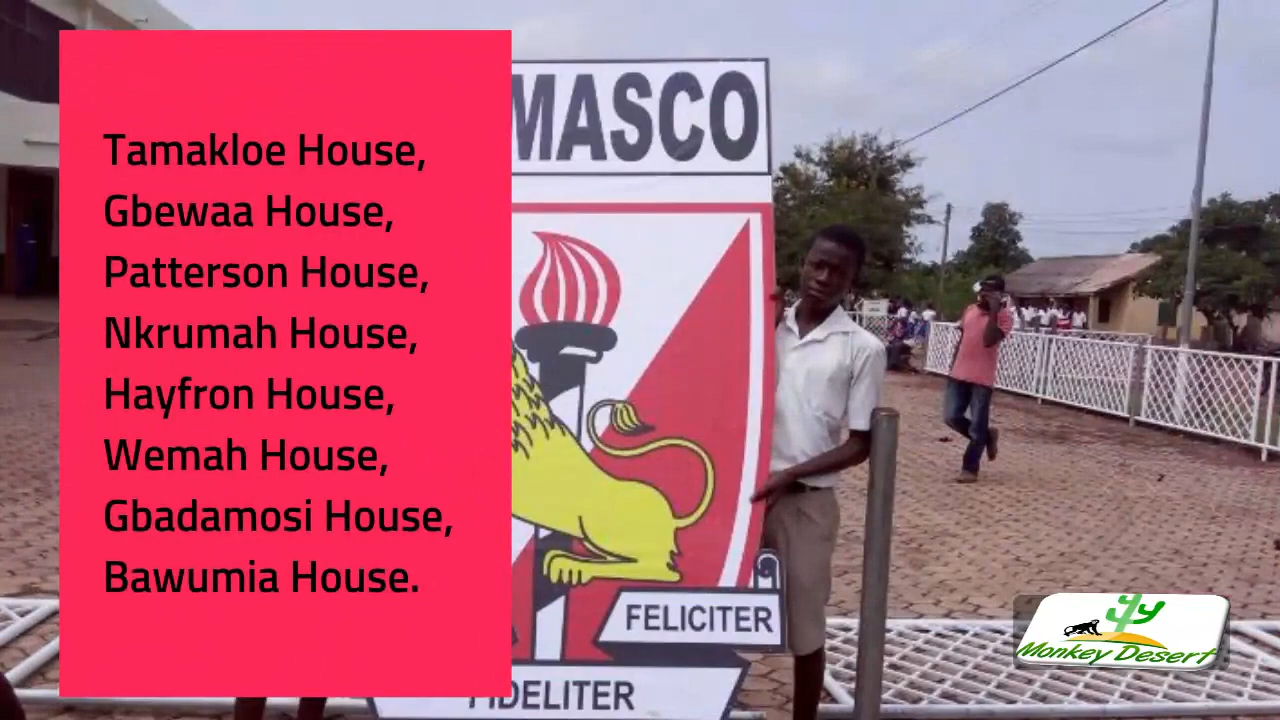 Tamakloe House,
Gbewaa House,
Patterson House,
Nkrumah House,
Hayfron House,
Wemah House,
Gbadamosi House,
Bawumia House.
MASCO
FELICITER
FIDELITER
Monkey Desert